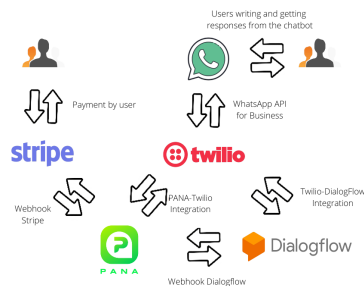 Users writing and getting
responses from the chatbot
Payment by user
WhatsApp API
for Business
stripe
twilio
Webhook
Stripe
PANA-Twilio
Integration
Twilio-DialogFlow
Integration
PANA
Dialogflow
Webhook Dialogflow